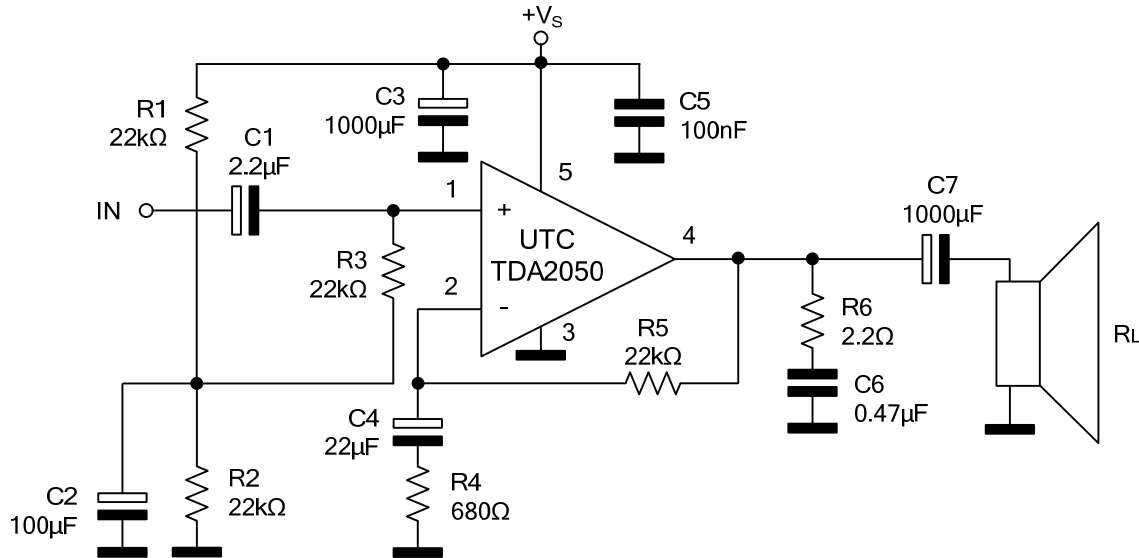 +VS
R1
22kΩ
C1
2.2µF
C3
1000µF
C5
100nF
IN
1
+
5
UTC
TDA2050
4
C7
1000µF
R3
22kΩ
2
-
3
R5
22kΩ
R6
2.2Ω
RL
C4
22µF
C6
0.47µF
R2
22kΩ
R4
680Ω
C2
100µF